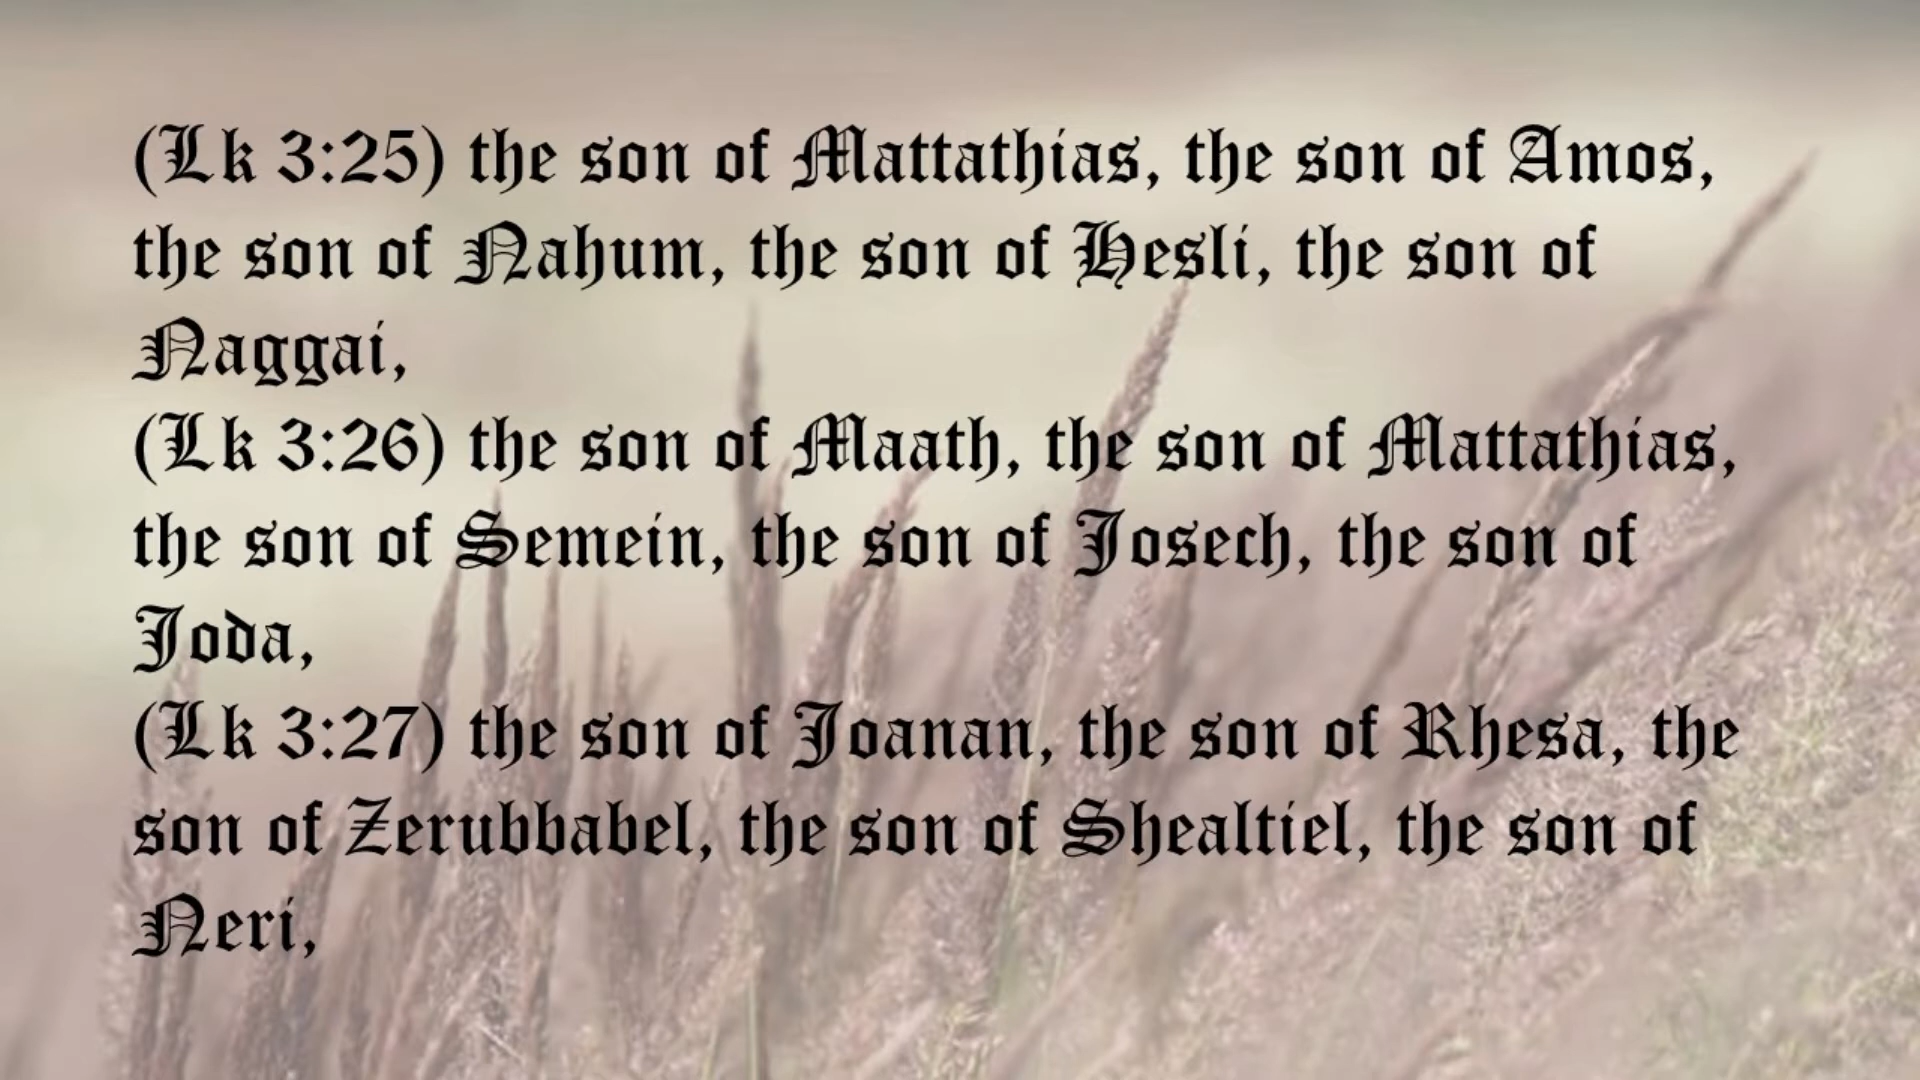 (Lk 3:25) the son of Mattathias, the son of Amos,
the son of Nahum, the son of Hesli, the son of
Naggai,
(Lk 3:26) the son of Maath, the son of Mattathias,
the son of Semein, the son of Josech, the son of
Joda,
(Lk 3:27) the son of Joanan, the son of Rhesa, the
son of Zerubbabel, the son of Shealtiel, the son of
Neri,